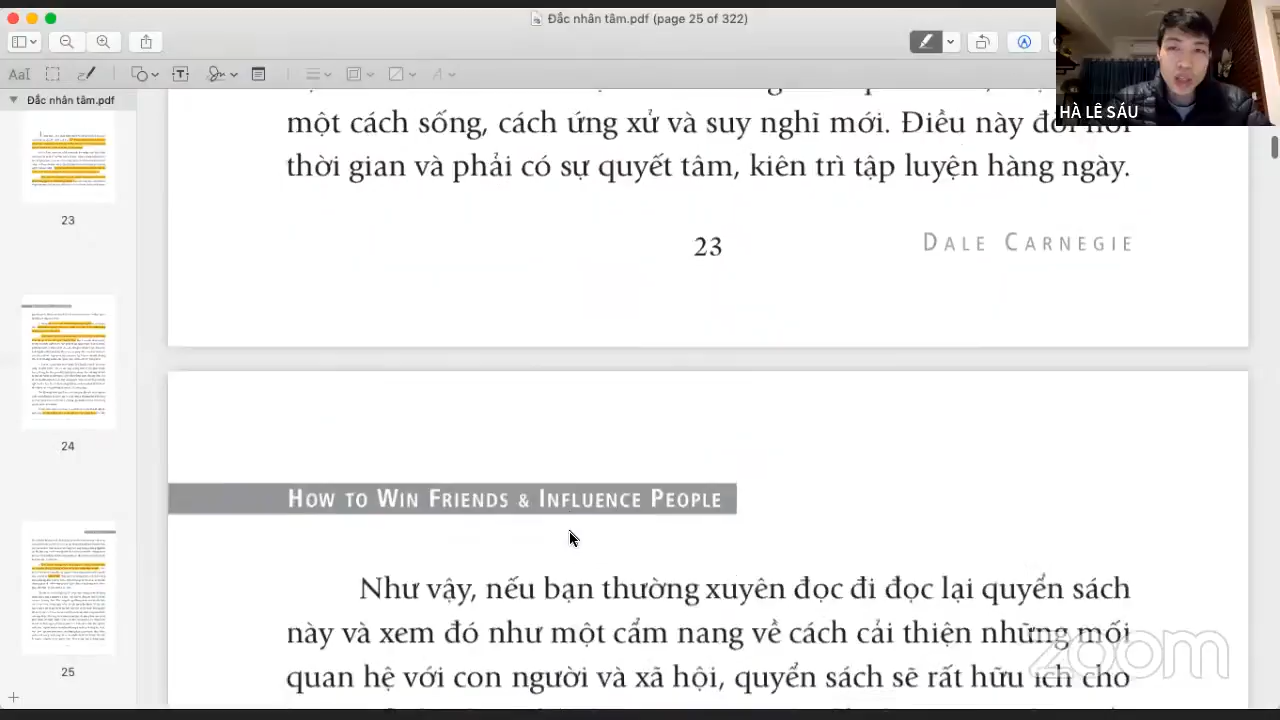 Đắc nhân tâm.pdf (page 25 of 322)
Đắc nhân tâm.pdf
HÀ LÊ SÁU
một cách sống, cách ứng xử và suy nghĩ mới. Điều này đòi hỏi
thời gian và phải có sự quyết tâm, kiên trì tập luyện hàng ngày.
23
DALE CARNEGIE
23
24
25
HOW TO WIN FRIENDS & INFLUENCE PEOPLE
Như vậy, nếu bạn thường xuyên đọc đi đọc lại quyển sách
này và xem đó như một cẩm nang về cách cải thiện những mối
quan hệ với con người và xã hội, quyển sách sẽ rất hữu ích cho
zoom